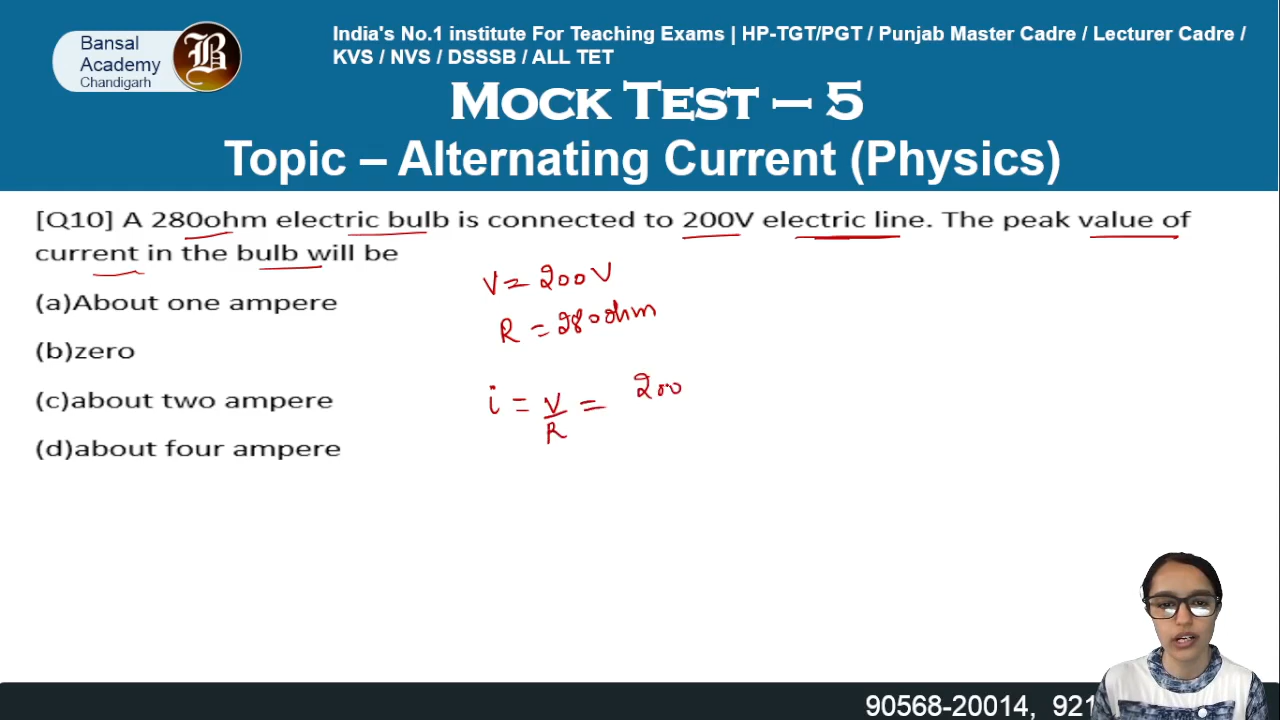 Bansal
Academy
Chandigarh
B
India's No.1 institute For Teaching Exams | HP-TGT/PGT / Punjab Master Cadre / Lecturer Cadre /
KVS / NVS / DSSSB / ALL TET
Mock Test – 5
Topic – Alternating Current (Physics)
[Q10] A 280ohm electric bulb is connected to 200V electric line. The peak value of
current in the bulb will be
(a)About one ampere
(b)zero
(c)about two ampere
(d)about four ampere
V = 200V
R = 280ohm
i = V/R = 200
90568-20014, 921